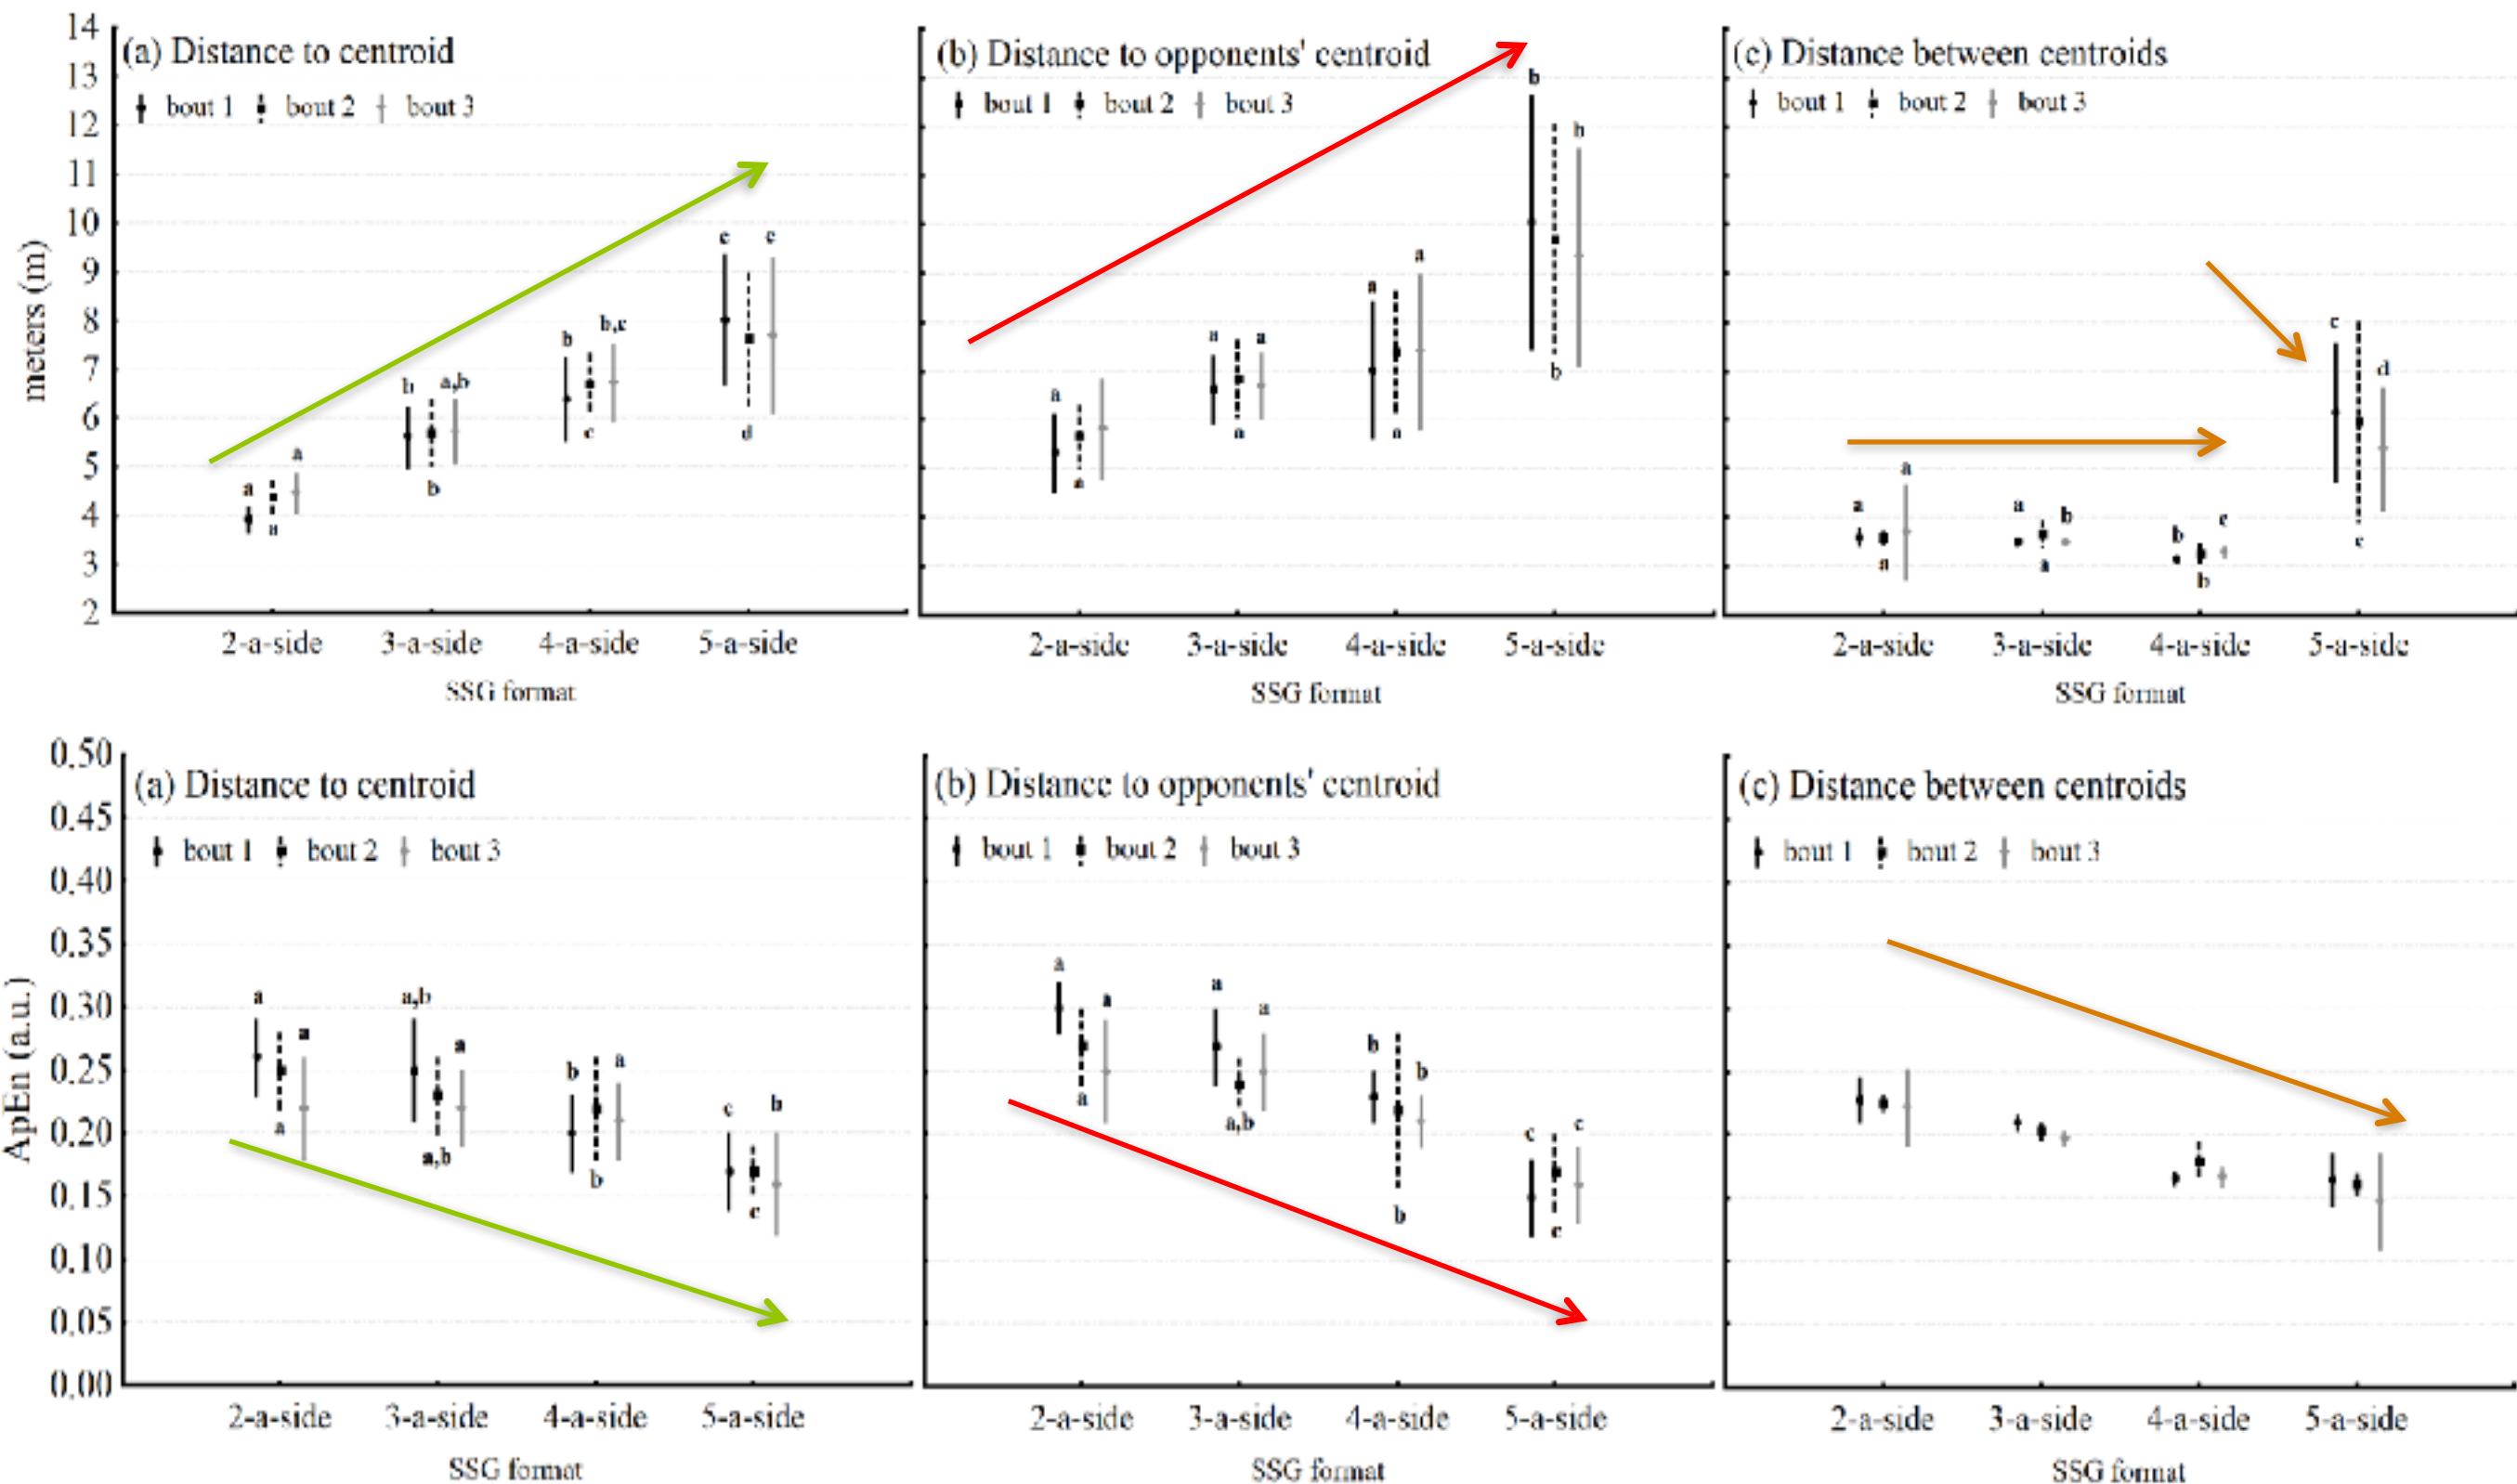 14
13
12
11
10
9
8
7
6
5
4
3
2
meters (m)
(a) Distance to centroid
bout 1 bout 2 bout 3
a a a
b b a,b
b c b,c
c d c
2-a-side 3-a-side 4-a-side 5-a-side
SSG format
(b) Distance to opponents' centroid
bout 1 bout 2 bout 3
a a
a a a
a a a
b b b
2-a-side 3-a-side 4-a-side 5-a-side
SSG format
(c) Distance between centroids
bout 1 bout 2 bout 3
a a a
a a b
b b c
c c d
2-a-side 3-a-side 4-a-side 5-a-side
SSG format
0,50
0,45
0,40
0,35
0,30
0,25
0,20
0,15
0,10
0,05
0,00
ApEn (a.u.)
(a) Distance to centroid
bout 1 bout 2 bout 3
a a a
a,b a,b a
b b a
c c b
2-a-side 3-a-side 4-a-side 5-a-side
SSG format
(b) Distance to opponents' centroid
bout 1 bout 2 bout 3
a a a
a a,b a
b b b
c c c
2-a-side 3-a-side 4-a-side 5-a-side
SSG format
(c) Distance between centroids
bout 1 bout 2 bout 3
2-a-side 3-a-side 4-a-side 5-a-side
SSG format